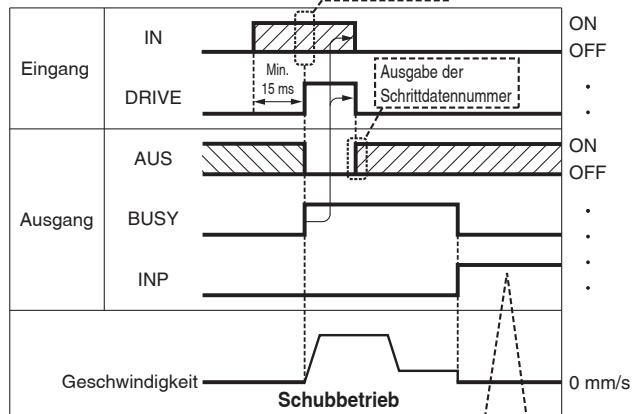 IN
ON
OFF
Eingang
Min.
15 ms
Ausgabe der
Schrittdatennummer
DRIVE
AUS
ON
OFF
Ausgang
BUSY
INP
Geschwindigkeit
0 mm/s
Schubbetrieb